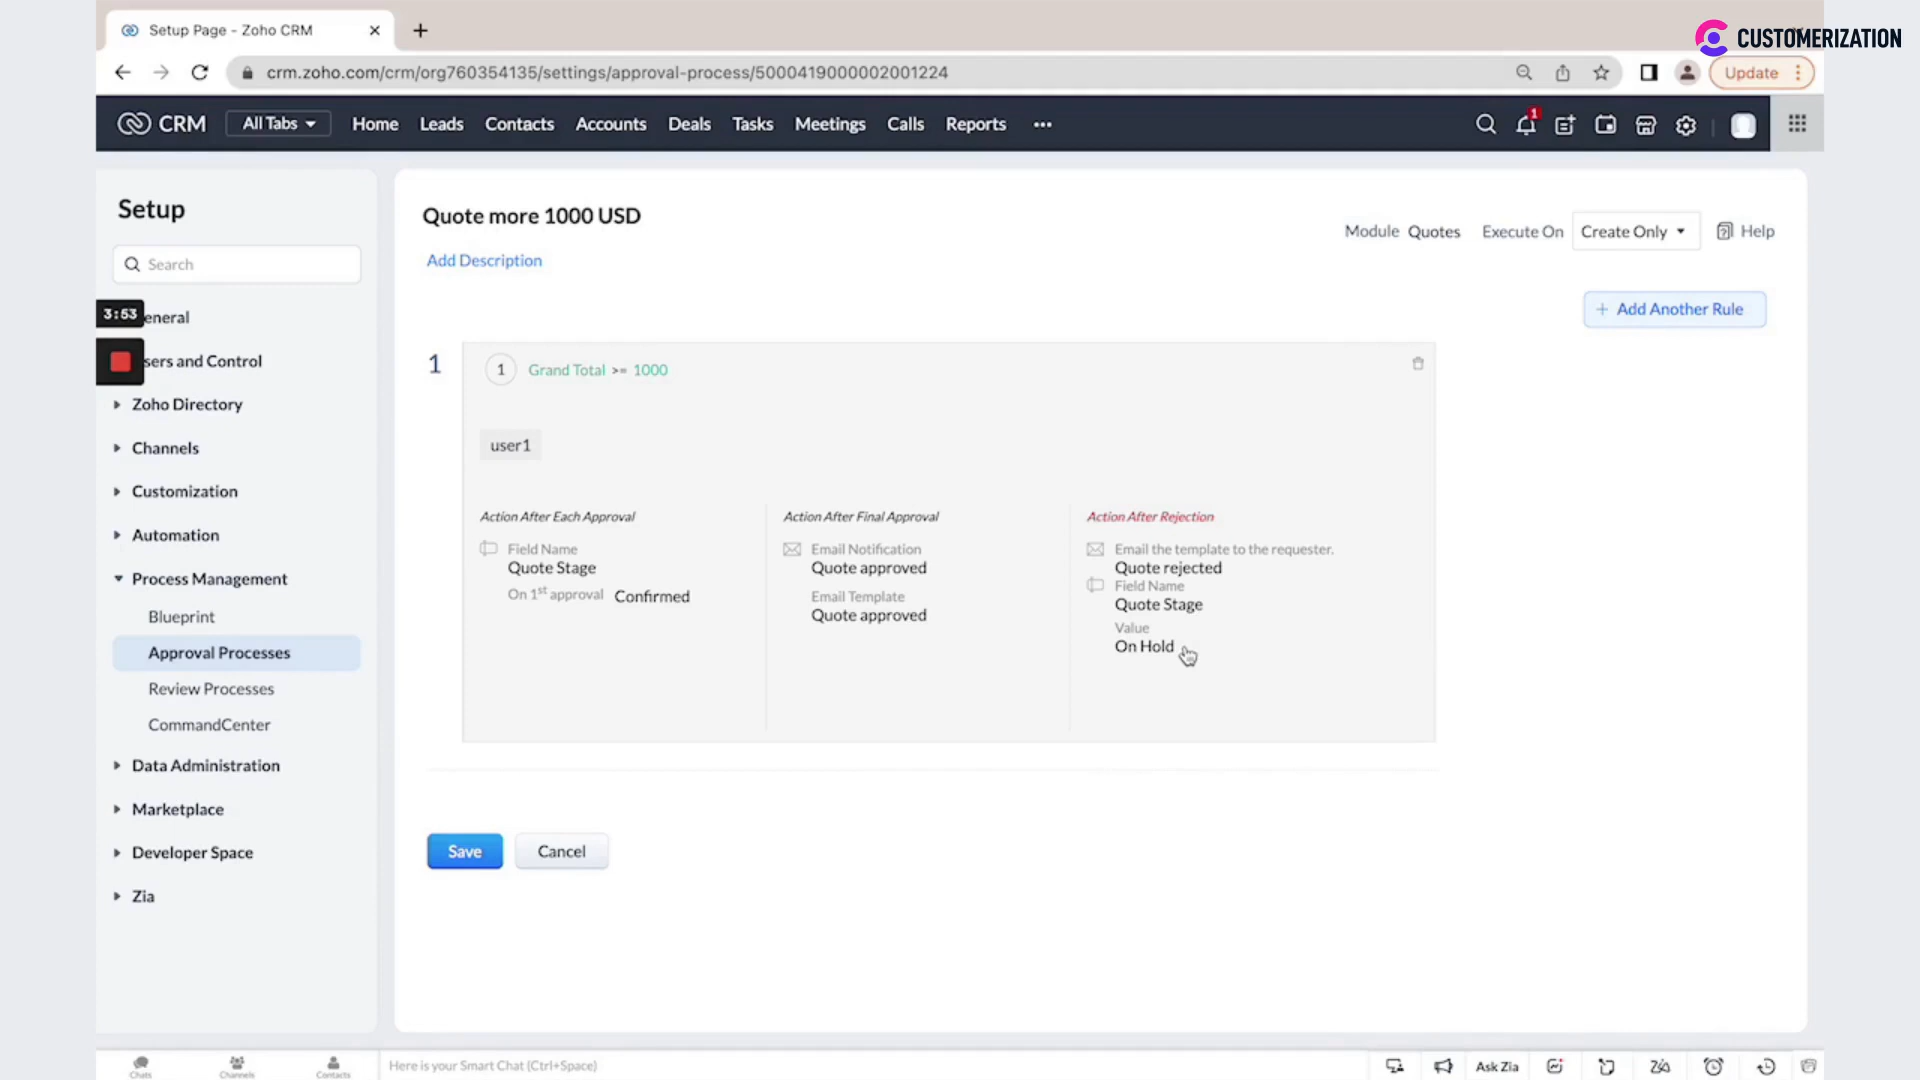 Setup Page - Zoho CRM
CUSTOMERIZATION
crm.zoho.com/crm/org760354135/settings/approval-process/5000419000002001224
Update
CRM
All Tabs
Home
Leads
Contacts
Accounts
Deals
Tasks
Meetings
Calls
Reports
1
Setup
Search
3:53
eneral
sers and Control
Zoho Directory
Channels
Customization
Automation
Process Management
Blueprint
Approval Processes
Review Processes
CommandCenter
Data Administration
Marketplace
Developer Space
Zia
Quote more 1000 USD
Add Description
Module Quotes Execute On Create Only Help
+ Add Another Rule
1
1 Grand Total >= 1000
user1
Action After Each Approval
Field Name
Quote Stage
On 1st approval Confirmed
Action After Final Approval
Email Notification
Quote approved
Email Template
Quote approved
Action After Rejection
Email the template to the requester.
Quote rejected
Field Name
Quote Stage
Value
On Hold
Save Cancel
Chats Channels Contacts
Here is your Smart Chat (Ctrl+Space)
Ask Zia